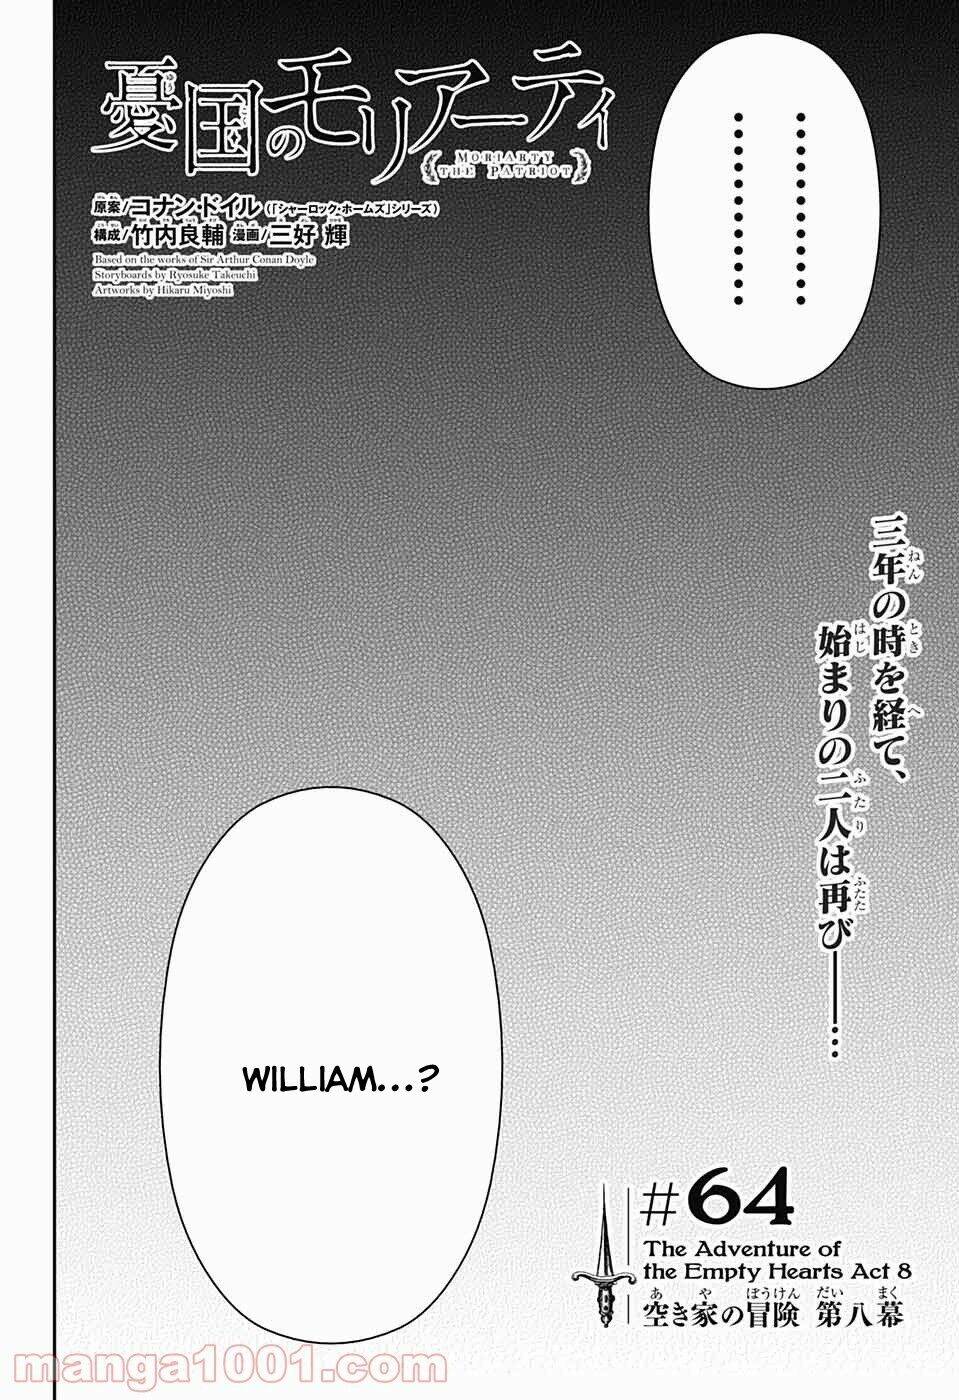 憂国のモリアーティ
MORIARTY
THE PATRIOT
原案/コナン・ドイル(「シャーロック・ホームズ」シリーズ)
構成/竹内良輔 漫画/三好 輝
Based on the works of Sir Arthur Conan Doyle
Storyboards by Ryosuke Takeuchi
Artworks by Hikaru Miyoshi
…………
…………
三年の時を経て、
始まりの二人は再び――…
WILLIAM...?
#64
The Adventure of
the Empty Hearts Act 8
空き家の冒険 第八幕
manga1001.com